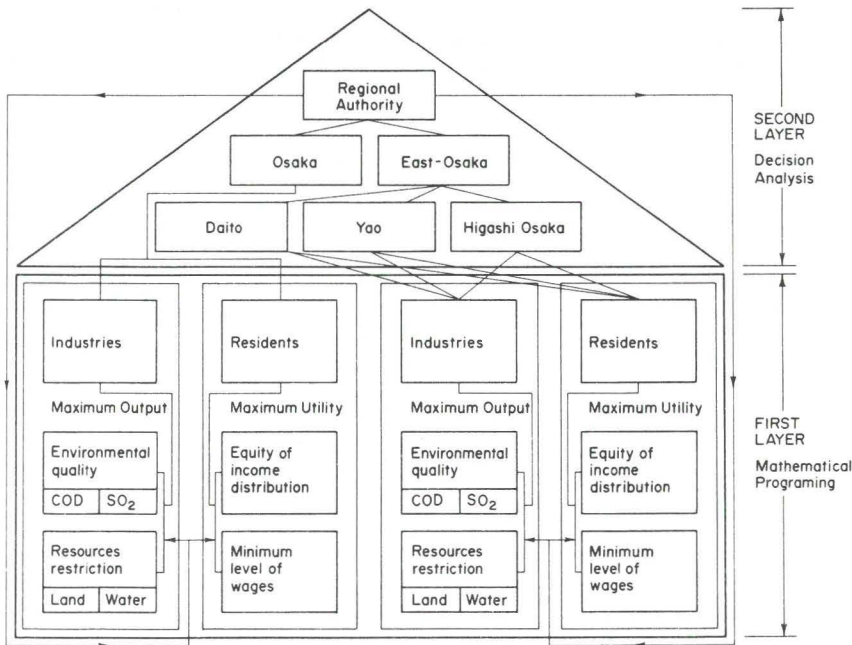 Regional
Authority
Osaka
East-Osaka
Daito
Yao
Higashi Osaka
SECOND
LAYER
Decision
Analysis
Industries
Residents
Industries
Residents
Maximum Output
Maximum Utility
Maximum Output
Maximum Utility
Environmental
quality
COD
SO₂
Equity of
income
distribution
Environmental
quality
COD
SO₂
Equity of
income
distribution
FIRST
LAYER
Mathematical
Programing
Resources
restriction
Land
Water
Minimum
level of
wages
Resources
restriction
Land
Water
Minimum
level of
wages